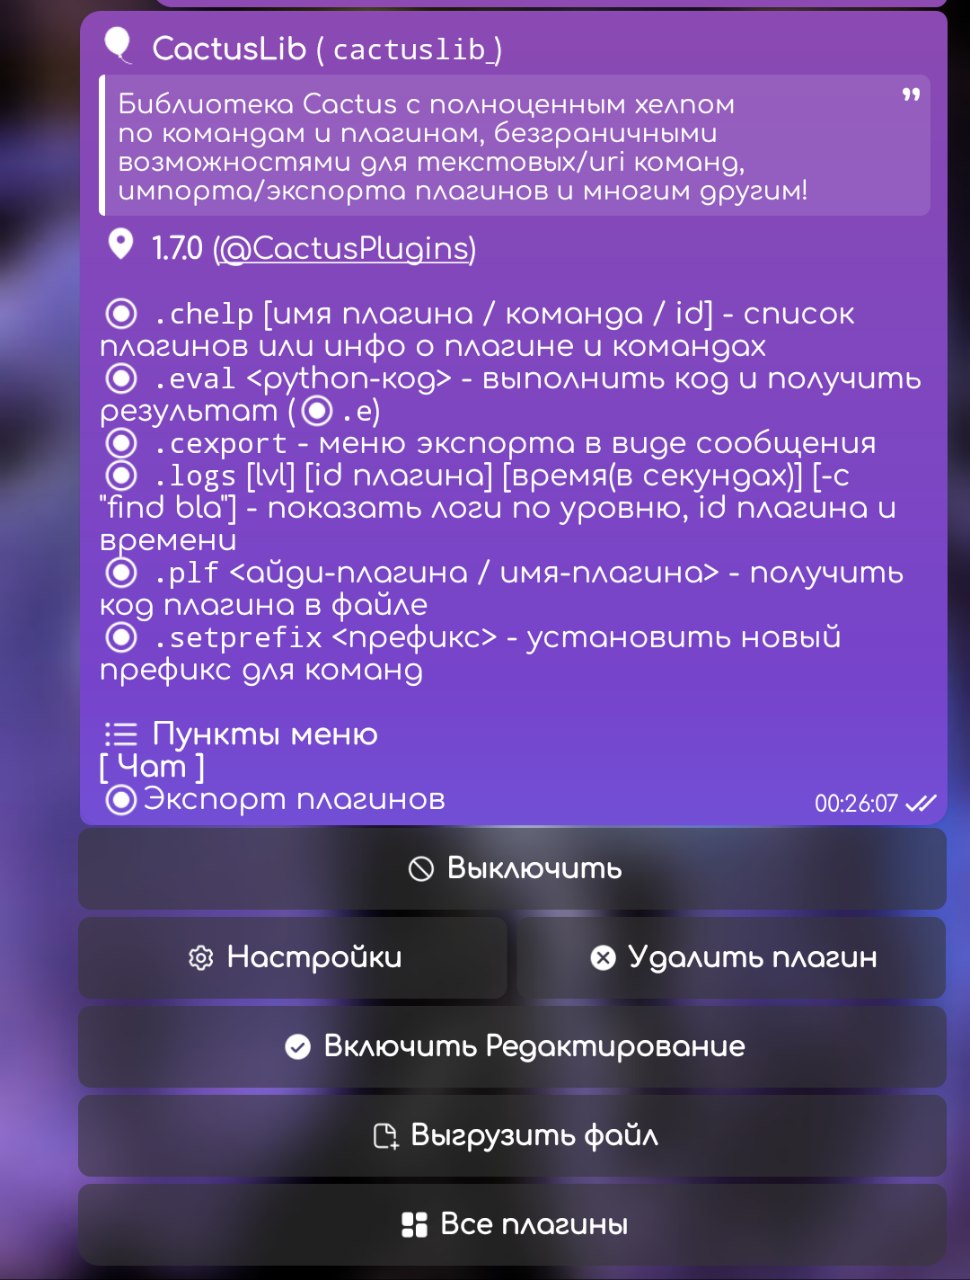 CactusLib ( cactuslib_)
Библиотека Cactus с полноценным хелпом
по командам и плагинам, безграничными
возможностями для текстовых/uri команд,
импорта/экспорта плагинов и многим другим!
1.7.0 (@CactusPlugins)
.chelp [имя плагина / команда / id] - список
плагинов или инфо о плагине и командах
.eval <python-код> - выполнить код и получить
результат ( .e)
.cexport - меню экспорта в виде сообщения
.logs [lvl] [id плагина] [время(в секундах)] [-c
"find bla"] - показать логи по уровню, id плагина и
времени
.plf <айди-плагина / имя-плагина> - получить
код плагина в файле
.setprefix <префикс> - установить новый
префикс для команд
Пункты меню
[ Чат ]
Экспорт плагинов
00:26:07
Выключить
Настройки
Удалить плагин
Включить Редактирование
Выгрузить файл
Все плагины